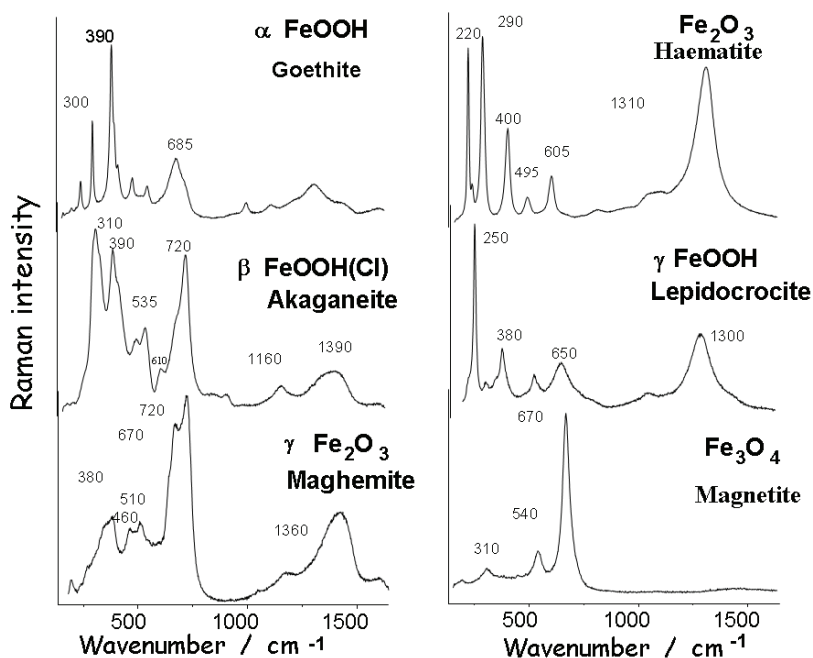 α FeOOH
Goethite
390
300
685
β FeOOH(Cl)
Akaganeite
310
390
720
535
610
1160
1390
γ Fe₂O₃
Maghemite
720
670
380
510
460
1360
Raman intensity
500
1000
1500
Wavenumber / cm⁻¹
Fe₂O₃
Haematite
220
290
1310
400
605
495
γ FeOOH
Lepidocrocite
250
380
650
1300
Fe₃O₄
Magnetite
670
540
310
500
1000
1500
Wavenumber / cm⁻¹